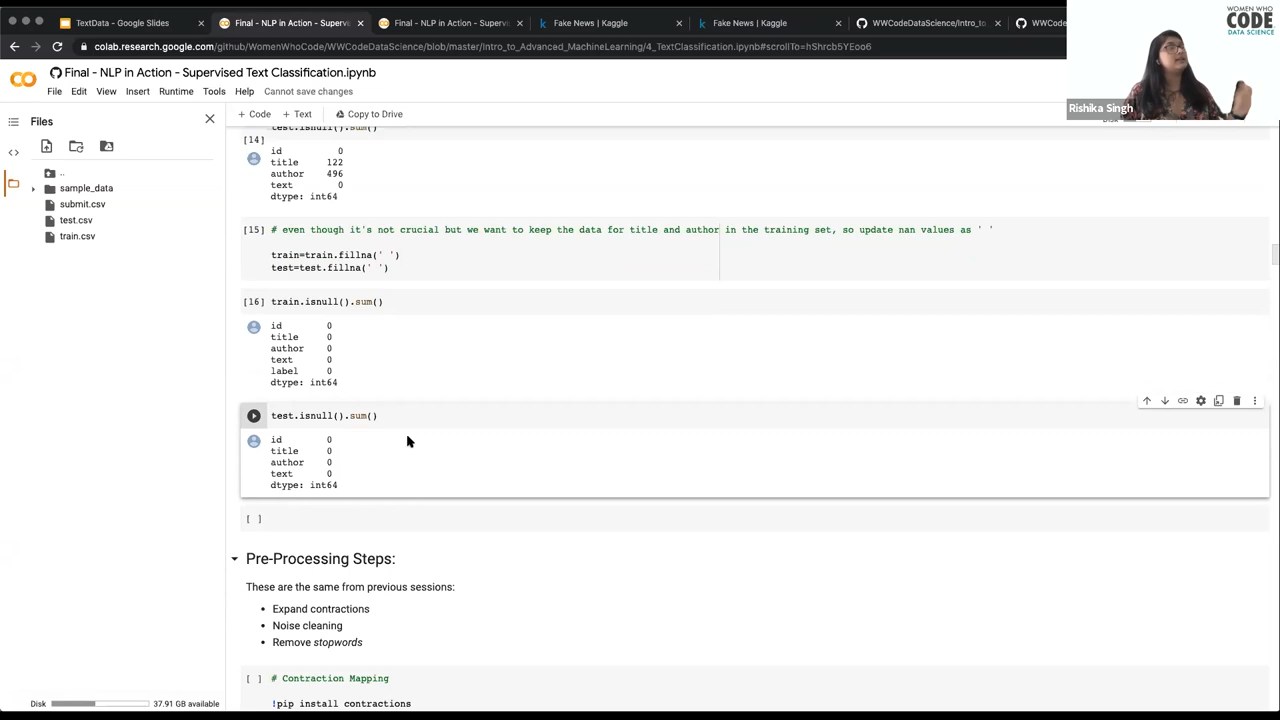 TextData - Google Slides
Final - NLP in Action - Supervis
Final - NLP in Action - Superv
Fake News | Kaggle
Fake News | Kaggle
WWCodeDataScience/Intro_to
WWCod
colab.research.google.com/github/WomenWhoCode/WWCodeDataScience/blob/master/Intro_to_Advanced_MachineLearning/4_TextClassification.ipynb#scrollTo=hShrcb5YEoo6
WOMEN WHO
CODE
DATA SCIENCE
Rishika Singh
Final - NLP in Action - Supervised Text Classification.ipynb
File Edit View Insert Runtime Tools Help Cannot save changes
+ Code + Text Copy to Drive
Disk
Files
..
sample_data
submit.csv
test.csv
train.csv
Disk 37.91 GB available
test.isnull().sum()
[14]
id 0
title 122
author 496
text 0
dtype: int64
[15] # even though it's not crucial but we want to keep the data for title and author in the training set, so update nan values as ' '
train=train.fillna(' ')
test=test.fillna(' ')
[16] train.isnull().sum()
id 0
title 0
author 0
text 0
label 0
dtype: int64
test.isnull().sum()
id 0
title 0
author 0
text 0
dtype: int64
[ ]
Pre-Processing Steps:
These are the same from previous sessions:
• Expand contractions
• Noise cleaning
• Remove stopwords
[ ] # Contraction Mapping
!pip install contractions